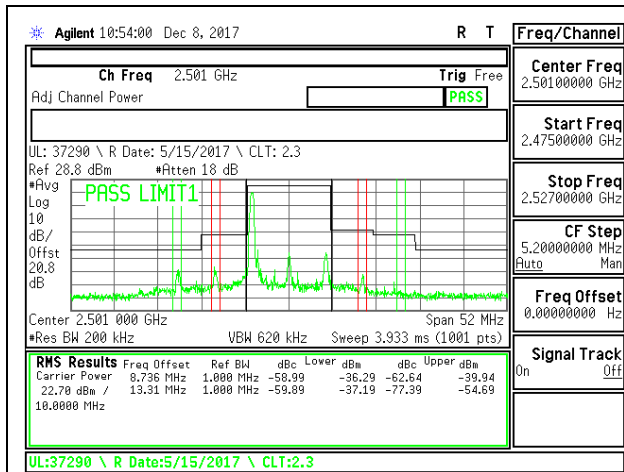 Agilent 10:54:00 Dec 8, 2017 R T
Freq/Channel
Ch Freq 2.501 GHz Trig Free
Adj Channel Power PASS
Center Freq
2.50100000 GHz
Start Freq
2.47500000 GHz
Stop Freq
2.52700000 GHz
CF Step
5.20000000 MHz
Auto Man
Freq Offset
0.00000000 Hz
Signal Track
On Off
UL: 37290 \ R Date: 5/15/2017 \ CLT: 2.3
Ref 28.8 dBm #Atten 18 dB
#Avg
Log
10
dB/
Offst
20.8
dB
PASS LIMIT1
Center 2.501 000 GHz Span 52 MHz
#Res BW 200 kHz VBW 620 kHz Sweep 3.933 ms (1001 pts)
RMS Results Freq Offset Ref BW dBc Lower dBm dBc Upper dBm
Carrier Power 8.736 MHz 1.000 MHz -58.99 -36.29 -62.64 -39.94
22.70 dBm / 13.31 MHz 1.000 MHz -59.89 -37.19 -77.39 -54.69
10.0000 MHz
UL:37290 \ R Date:5/15/2017 \ CLT:2.3